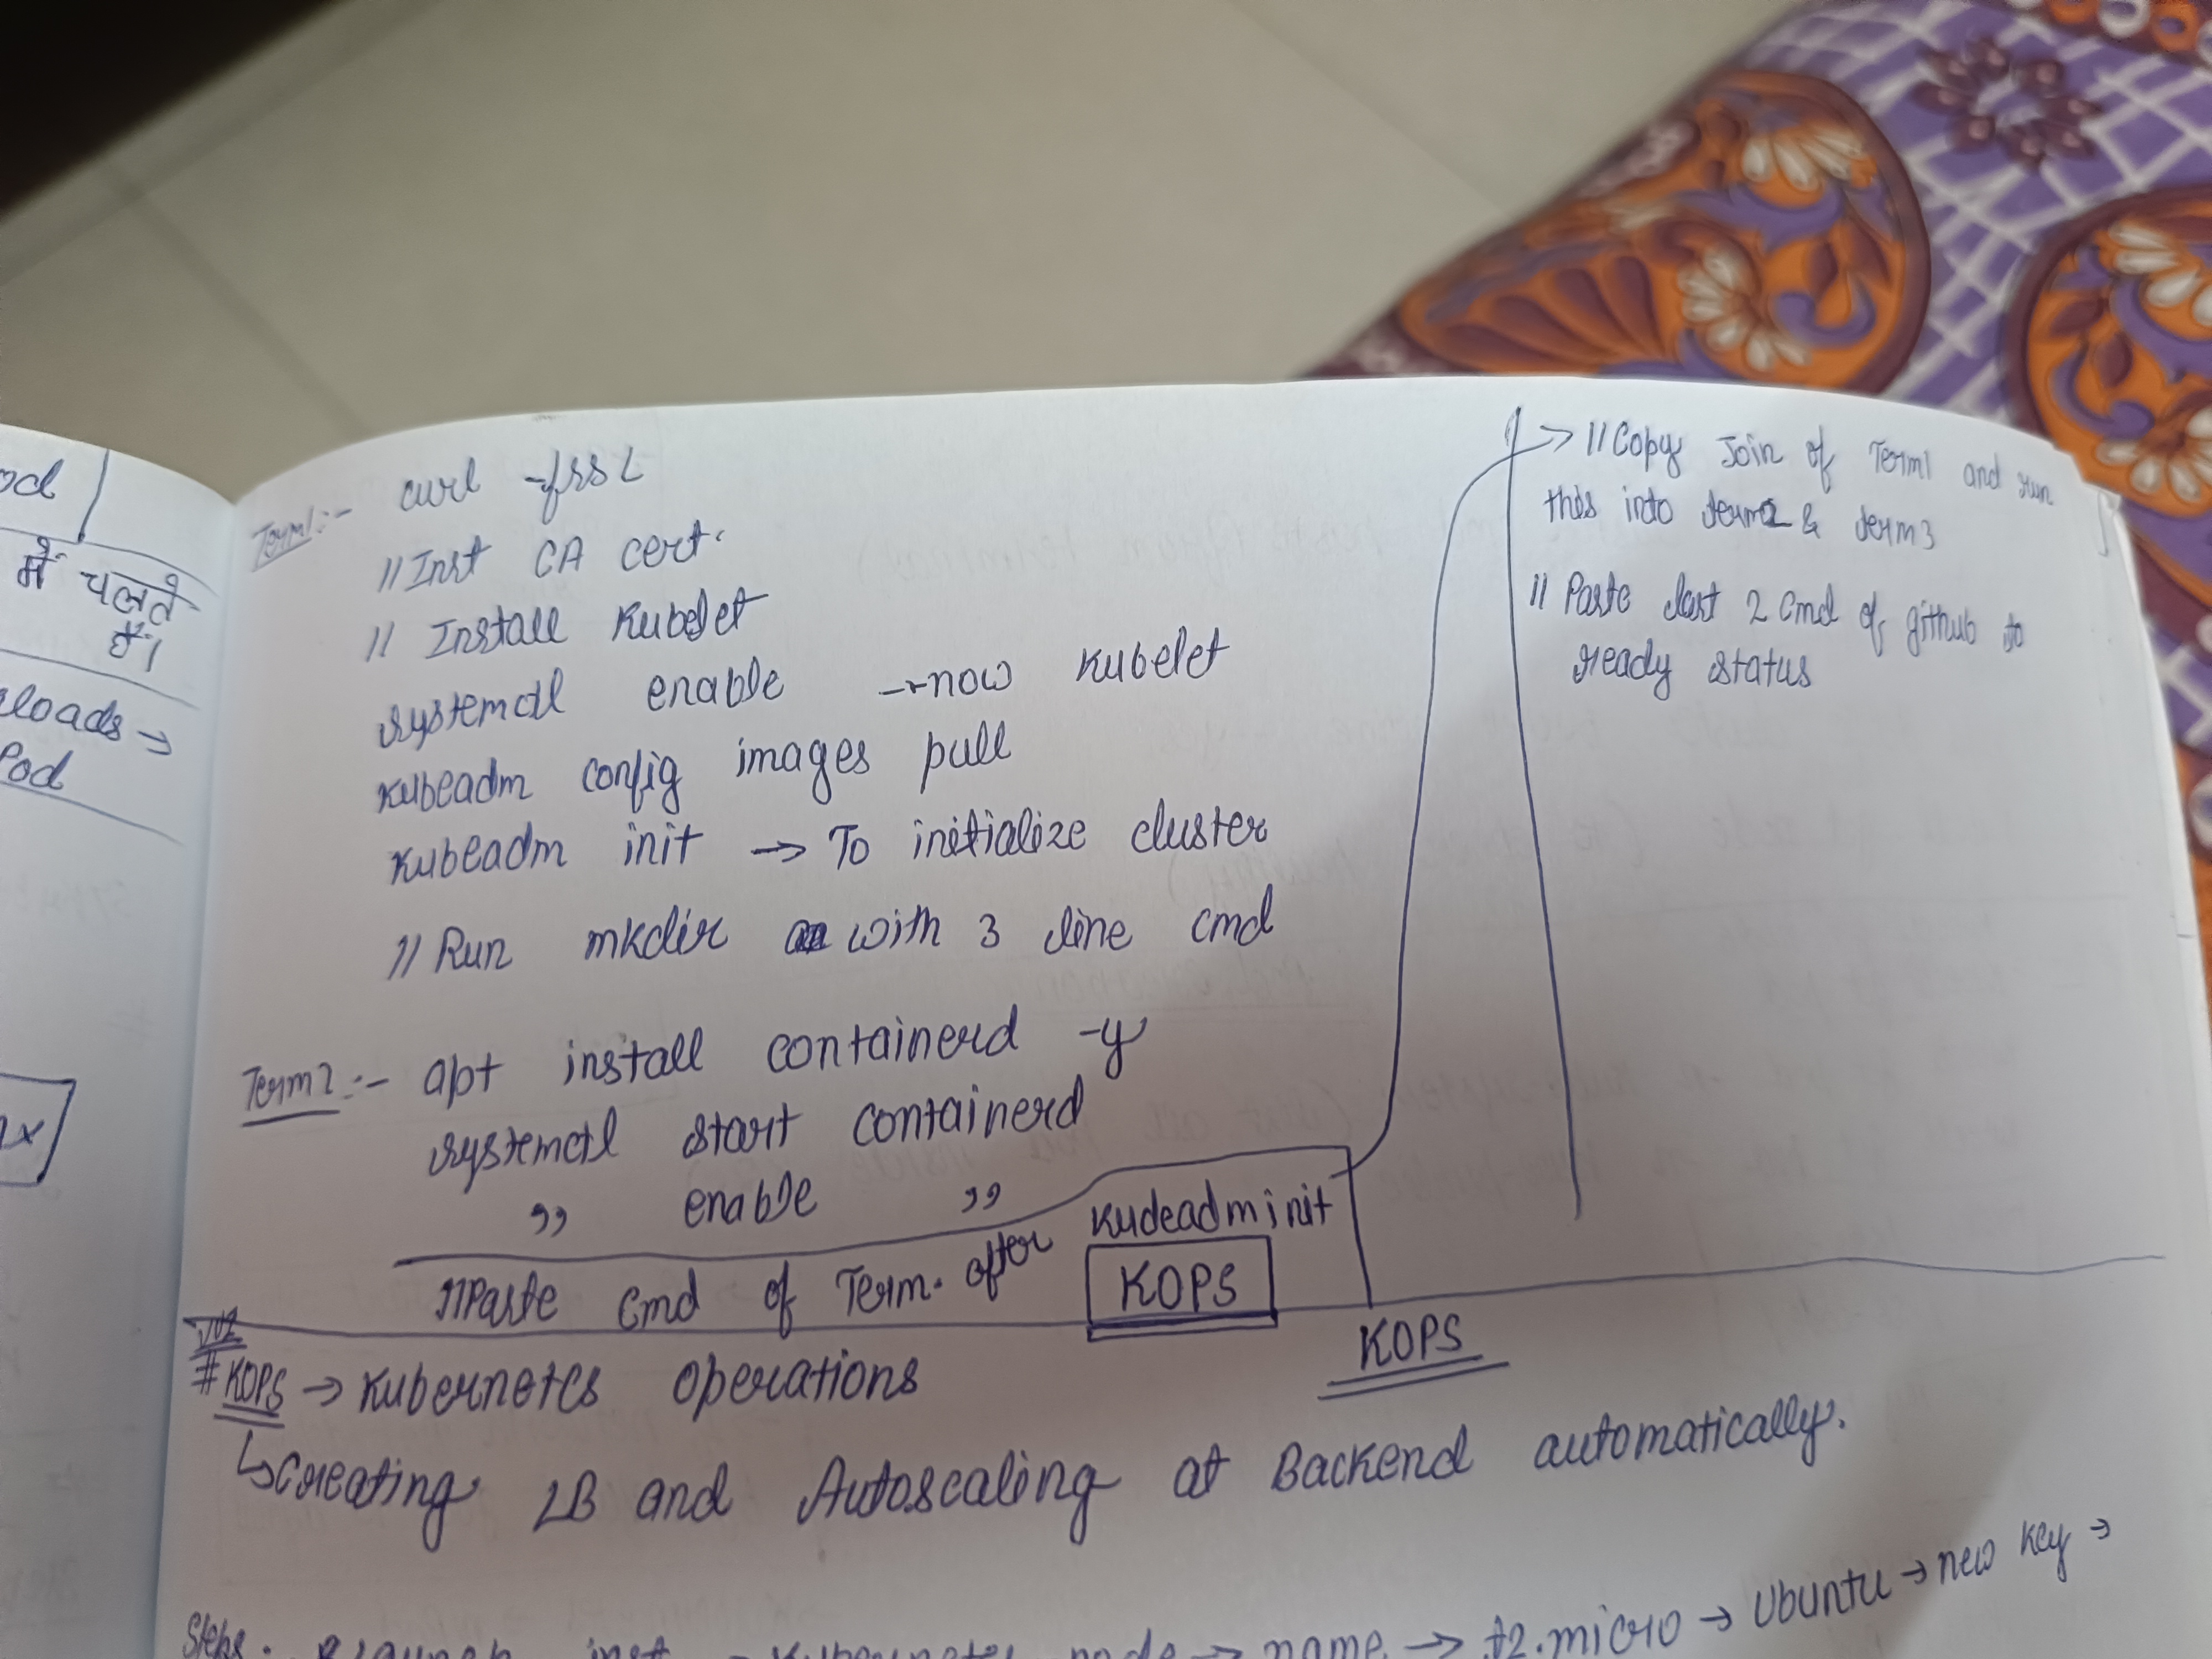 od
में चलते
हैं।
loads →
Pod
Term1:- curl -fssL
// Inst CA cert.
// Install Kubelet
systemctl enable --now kubelet
kubeadm config images pull
kubeadm init → To initialize cluster
// Run mkdir with 3 line cmd
Term2:- apt install containerd -y
systemctl start containerd
,, enable ,,
// Paste cmd of Term. after kudeadm init
KOPS
→ // Copy Join of Term1 and run
this into term2 & term3
// Paste last 2 cmd of github to
ready status
KOPS
# KOPS → Kubernetes Operations
↳ Creating LB and Autoscaling at Backend automatically.
Steps. inst → name → t2.micro → Ubuntu → new key →